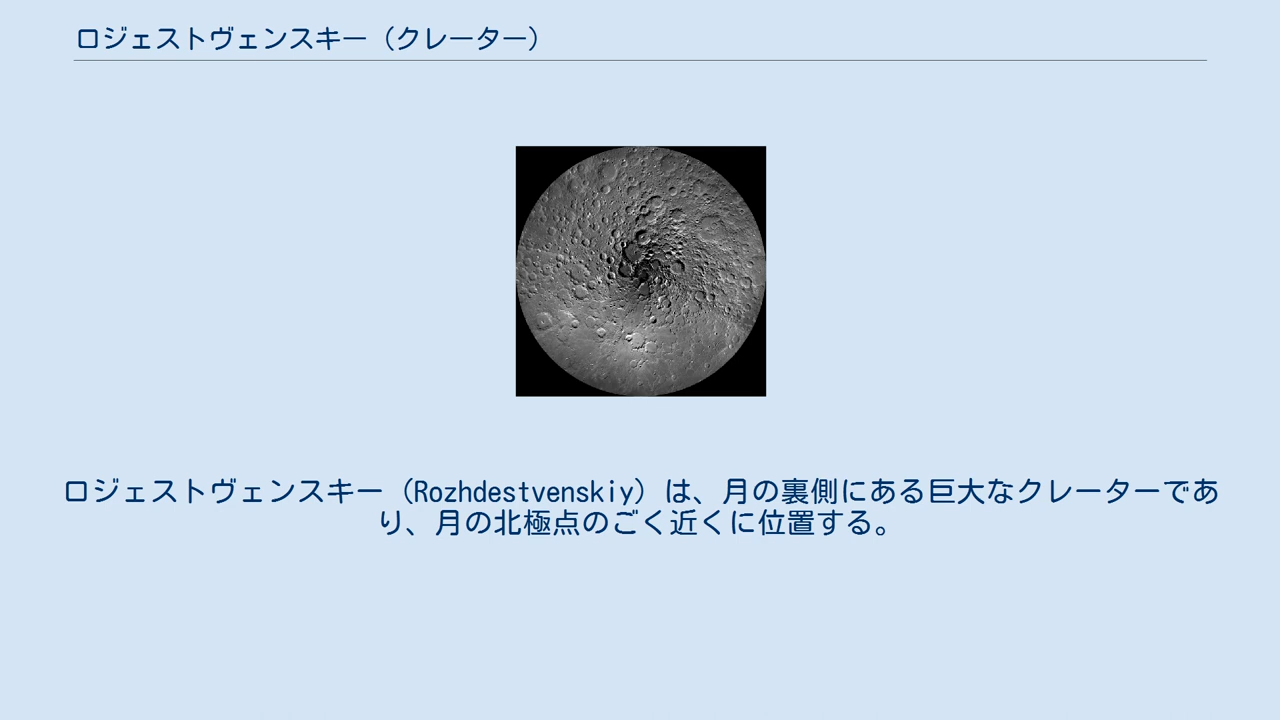 ロジェストヴェンスキー（クレーター）
ロジェストヴェンスキー（Rozhdestvenskiy）は、月の裏側にある巨大なクレーターであ
り、月の北極点のごく近くに位置する。